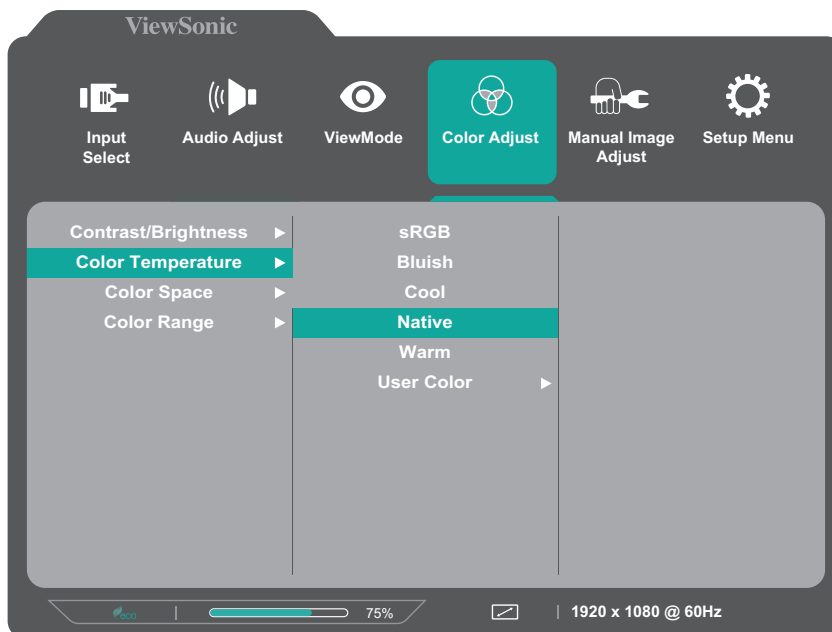 ViewSonic
Input
Select
Audio Adjust
ViewMode
Color Adjust
Manual Image
Adjust
Setup Menu
Contrast/Brightness
Color Temperature
Color Space
Color Range
sRGB
Bluish
Cool
Native
Warm
User Color
eco
75%
1920 x 1080 @ 60Hz